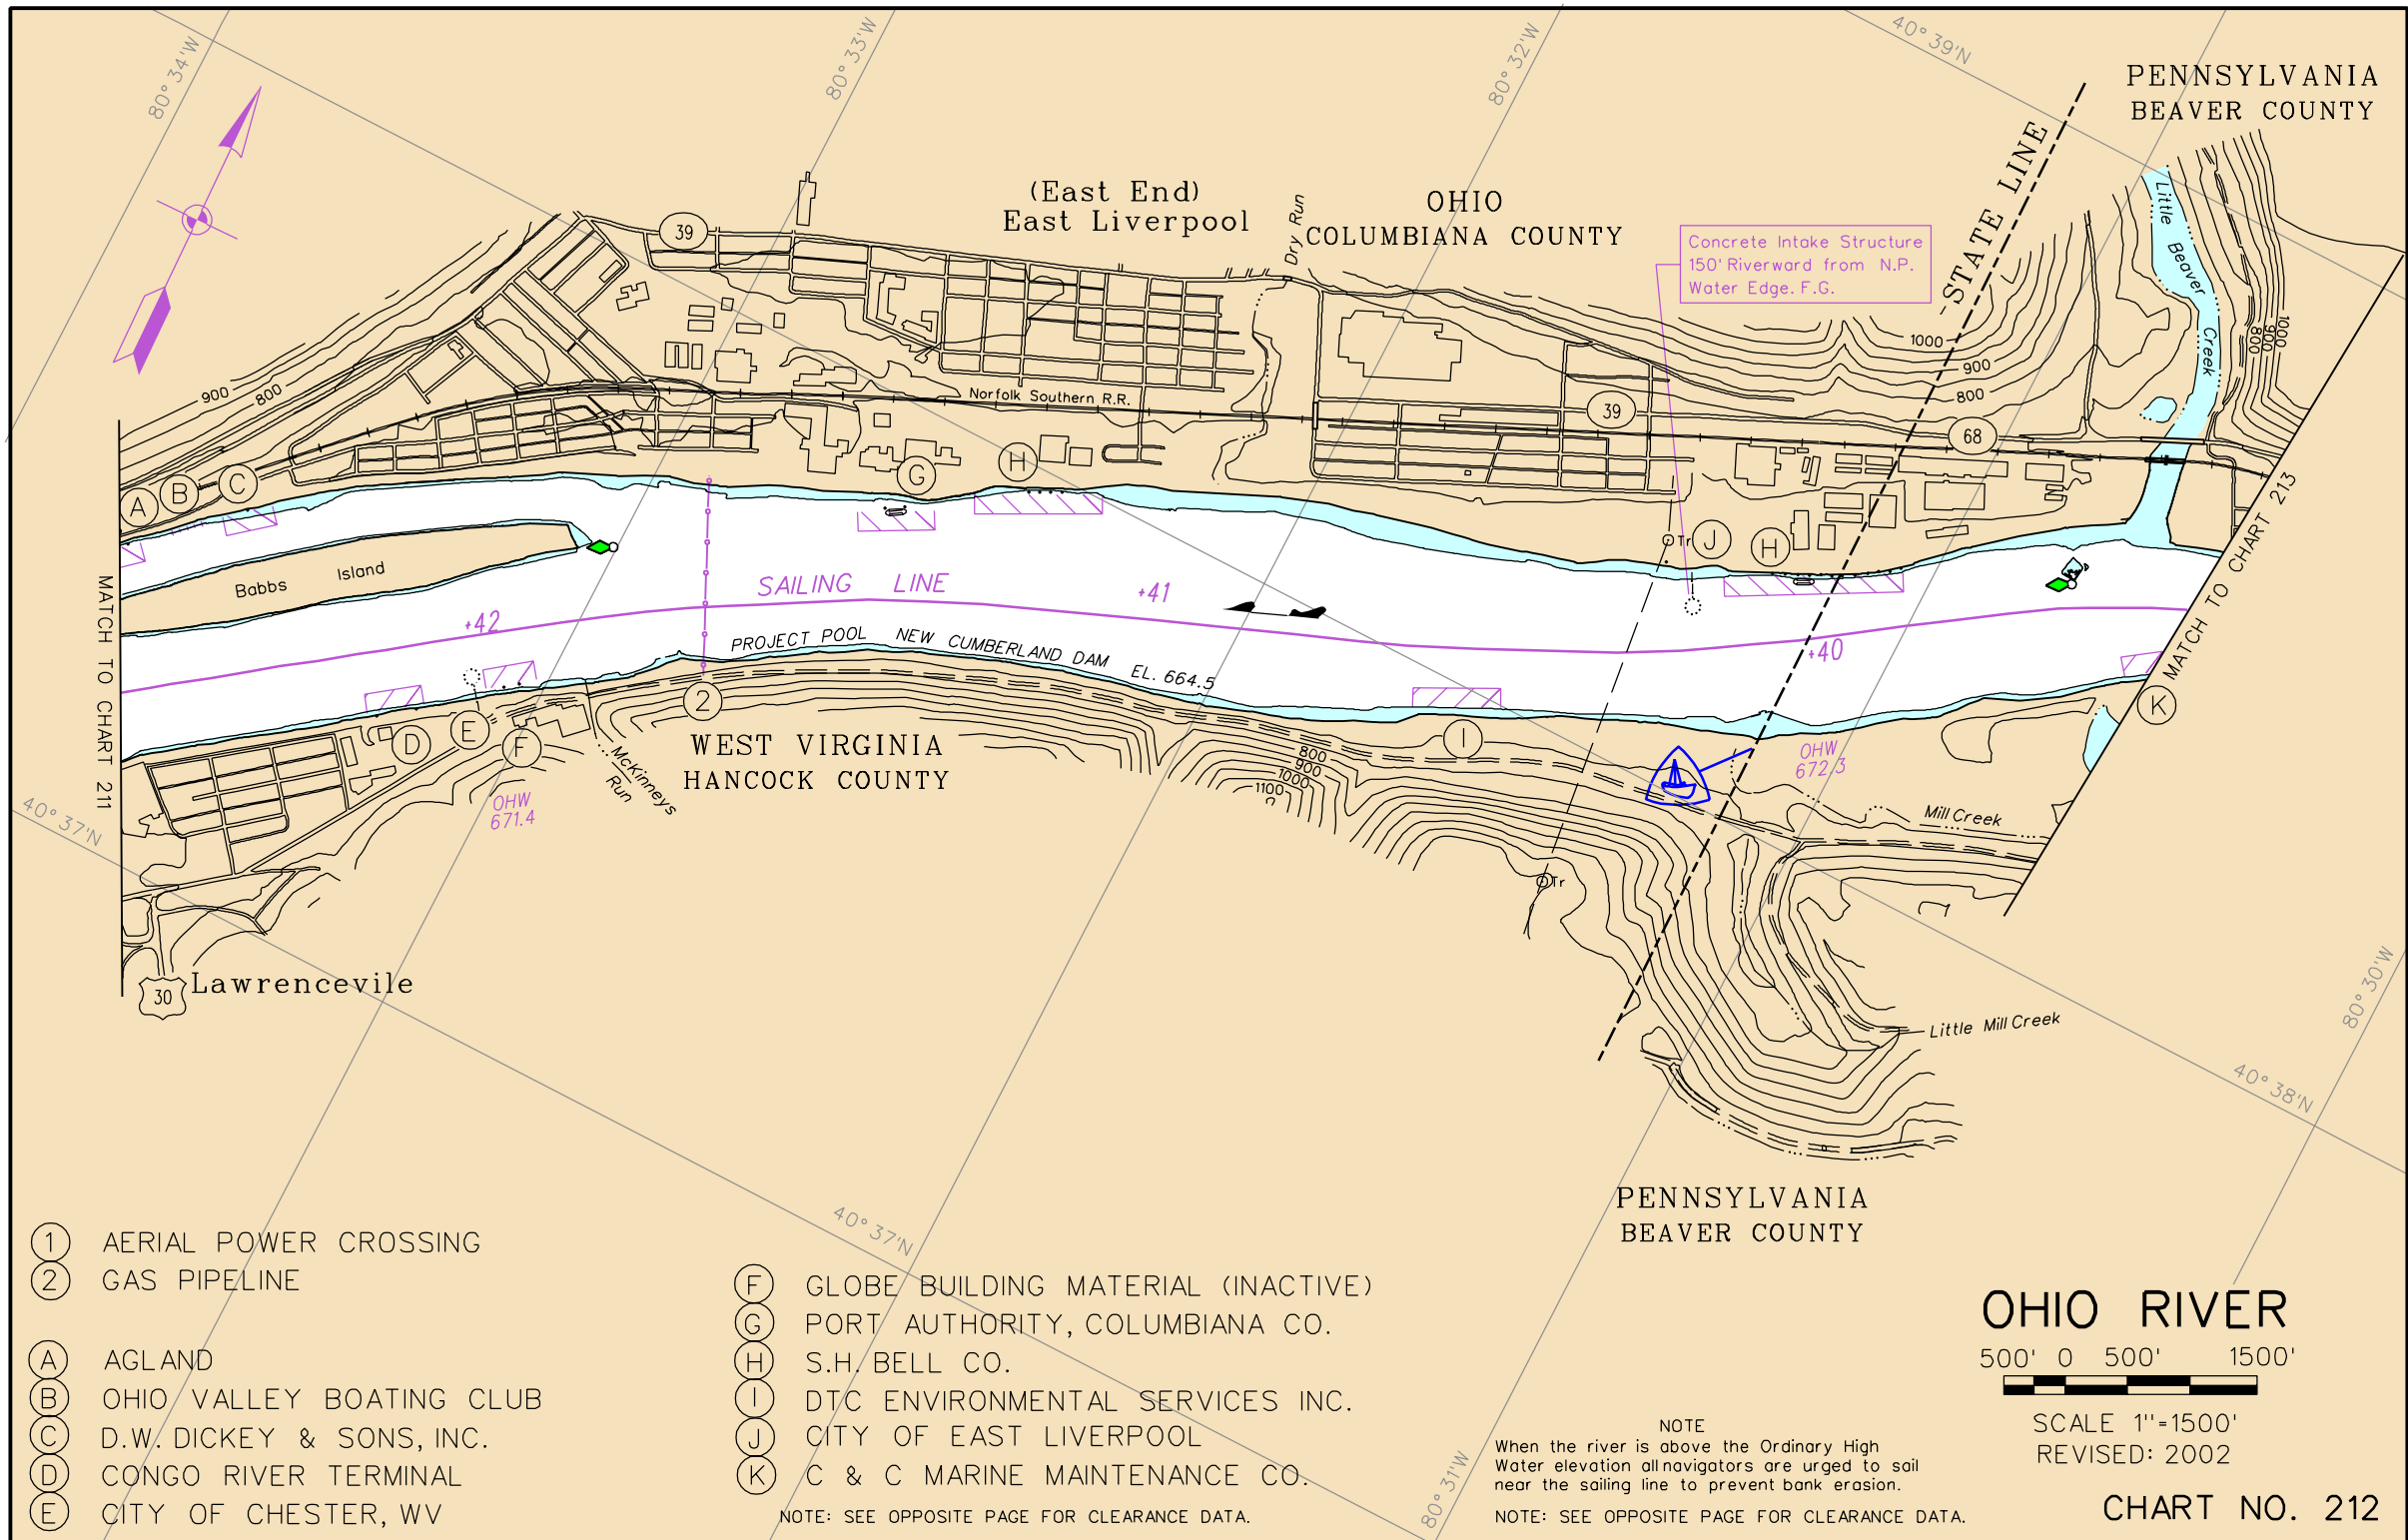 80°34'W
80°33'W
80°32'W
40°39'N
PENNSYLVANIA
BEAVER COUNTY
(East End)
East Liverpool
39
Dry Run
OHIO
COLUMBIANA COUNTY
STATE LINE
Concrete Intake Structure
150' Riverward from N.P.
Water Edge. F.G.
Little Beaver Creek
1000
900
800
1000
900
800
900
800
Norfolk Southern R.R.
39
68
A
B
C
G
H
J
H
Tr
MATCH TO CHART 213
MATCH TO CHART 211
Babbs Island
SAILING LINE
+42
+41
+40
PROJECT POOL NEW CUMBERLAND DAM EL. 664.5
D
E
F
2
I
K
WEST VIRGINIA
HANCOCK COUNTY
McKinneys
Run
OHW
671.4
OHW
672.3
800
900
1000
1100
Mill Creek
Tr
40°37'N
30
Lawrencevile
Little Mill Creek
80°30'W
40°38'N
40°37'N
80°31'W
PENNSYLVANIA
BEAVER COUNTY
1 AERIAL POWER CROSSING
2 GAS PIPELINE
A AGLAND
B OHIO VALLEY BOATING CLUB
C D.W. DICKEY & SONS, INC.
D CONGO RIVER TERMINAL
E CITY OF CHESTER, WV
F GLOBE BUILDING MATERIAL (INACTIVE)
G PORT AUTHORITY, COLUMBIANA CO.
H S.H. BELL CO.
I DTC ENVIRONMENTAL SERVICES INC.
J CITY OF EAST LIVERPOOL
K C & C MARINE MAINTENANCE CO.
NOTE: SEE OPPOSITE PAGE FOR CLEARANCE DATA.
NOTE
When the river is above the Ordinary High
Water elevation all navigators are urged to sail
near the sailing line to prevent bank erasion.
NOTE: SEE OPPOSITE PAGE FOR CLEARANCE DATA.
OHIO RIVER
500' 0 500' 1500'
SCALE 1"=1500'
REVISED: 2002
CHART NO. 212